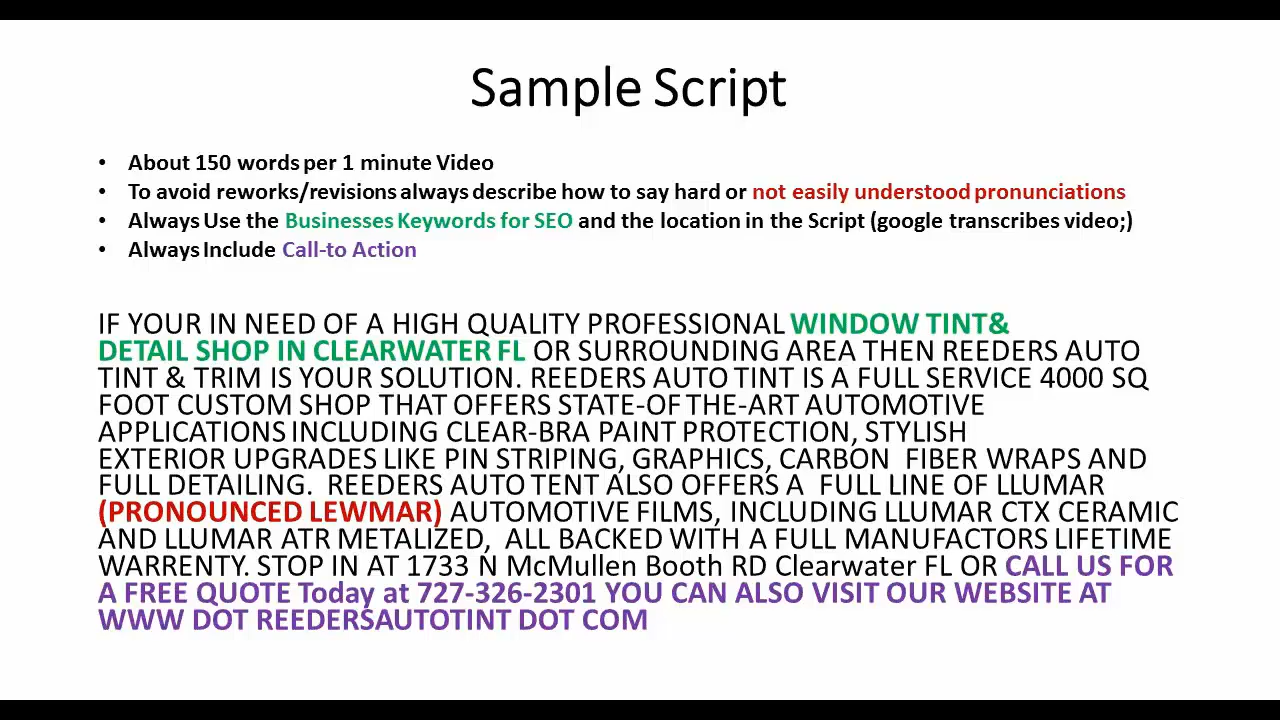 Sample Script
• About 150 words per 1 minute Video
• To avoid reworks/revisions always describe how to say hard or not easily understood pronunciations
• Always Use the Businesses Keywords for SEO and the location in the Script (google transcribes video;)
• Always Include Call-to Action
IF YOUR IN NEED OF A HIGH QUALITY PROFESSIONAL WINDOW TINT&
DETAIL SHOP IN CLEARWATER FL OR SURROUNDING AREA THEN REEDERS AUTO
TINT & TRIM IS YOUR SOLUTION. REEDERS AUTO TINT IS A FULL SERVICE 4000 SQ
FOOT CUSTOM SHOP THAT OFFERS STATE-OF THE-ART AUTOMOTIVE
APPLICATIONS INCLUDING CLEAR-BRA PAINT PROTECTION, STYLISH
EXTERIOR UPGRADES LIKE PIN STRIPING, GRAPHICS, CARBON FIBER WRAPS AND
FULL DETAILING. REEDERS AUTO TENT ALSO OFFERS A FULL LINE OF LLUMAR
(PRONOUNCED LEWMAR) AUTOMOTIVE FILMS, INCLUDING LLUMAR CTX CERAMIC
AND LLUMAR ATR METALIZED, ALL BACKED WITH A FULL MANUFACTORS LIFETIME
WARRENTY. STOP IN AT 1733 N McMullen Booth RD Clearwater FL OR CALL US FOR
A FREE QUOTE Today at 727-326-2301 YOU CAN ALSO VISIT OUR WEBSITE AT
WWW DOT REEDERSAUTOTINT DOT COM